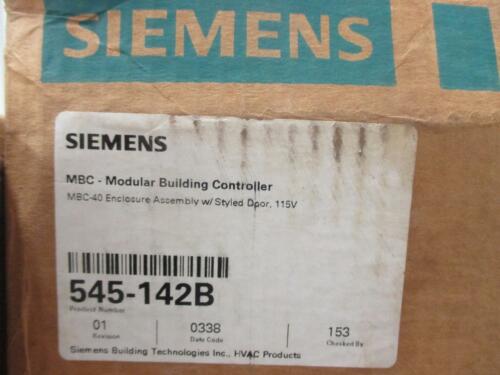 SIEMENS
SIEMENS
MBC - Modular Building Controller
MBC-40 Enclosure Assembly w/ Styled Door, 115V
545-142B
Product Number
01 0338 153
Revision Date Code Checked By
Siemens Building Technologies Inc., HVAC Products